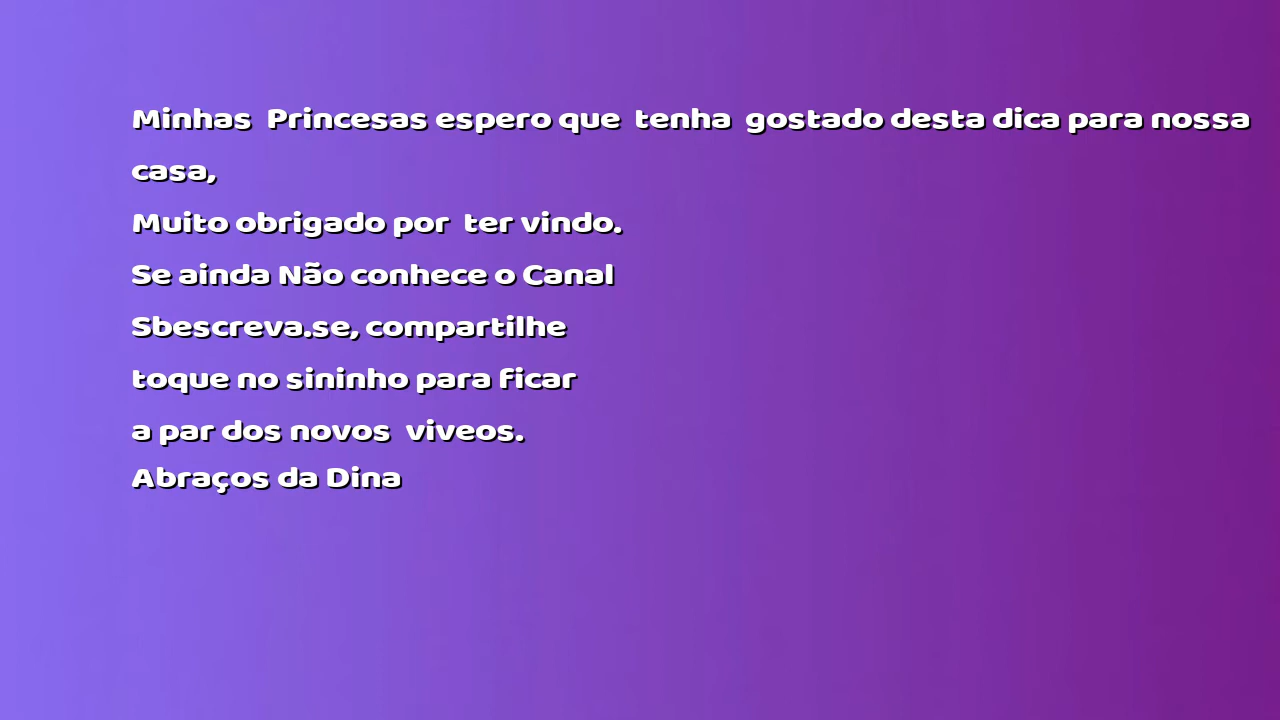 Minhas Princesas espero que tenha gostado desta dica para nossa
casa,
Muito obrigado por ter vindo.
Se ainda Não conhece o Canal
Sbescreva.se, compartilhe
toque no sininho para ficar
a par dos novos viveos.
Abraços da Dina